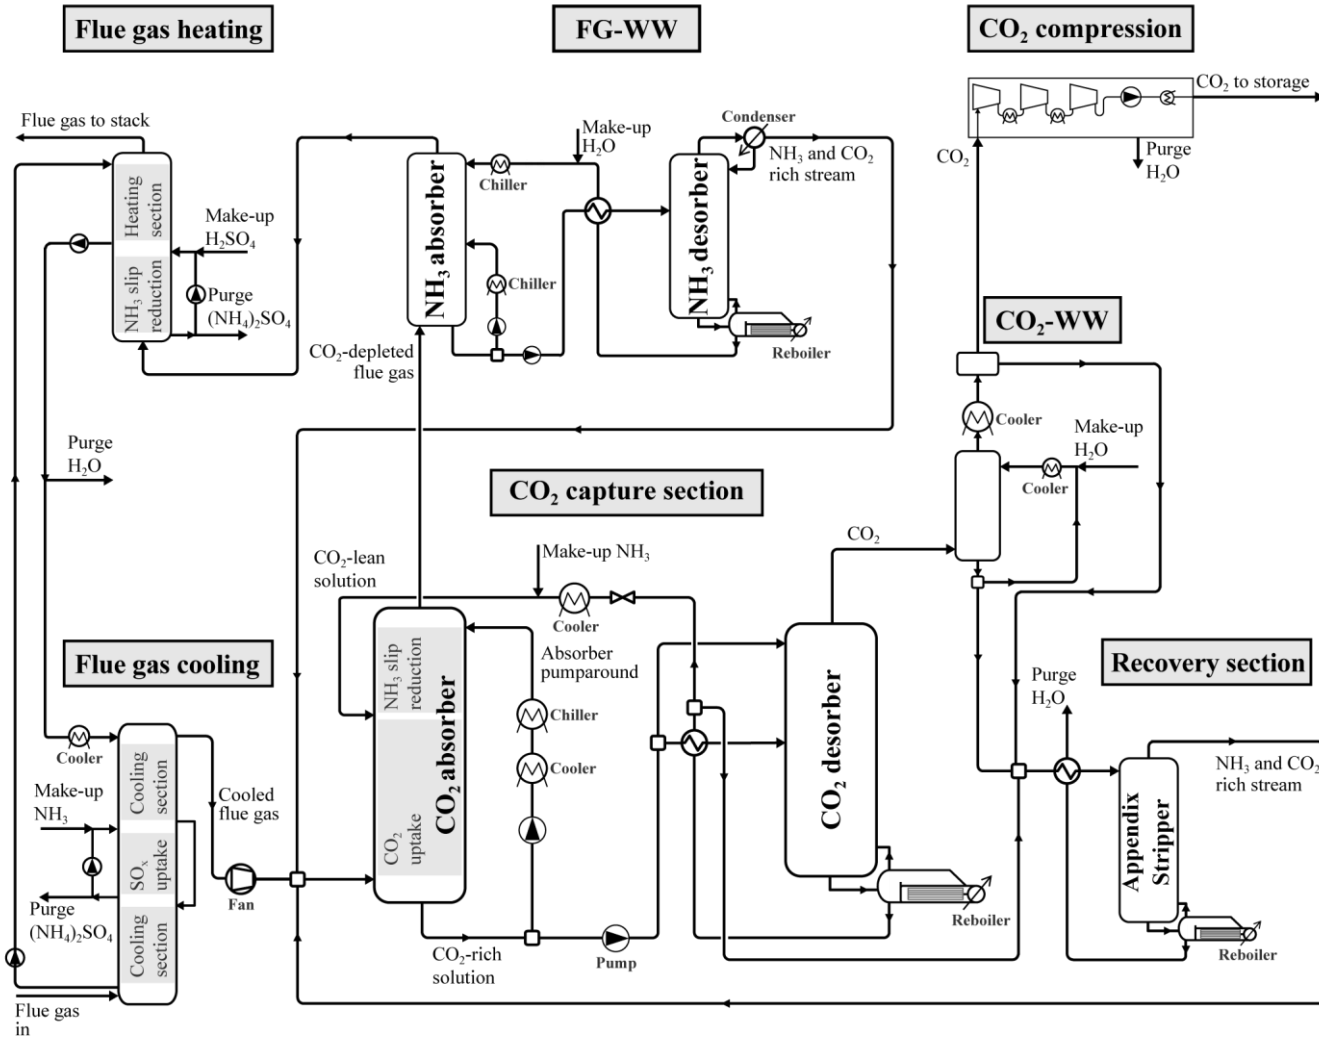 Flue gas heating
FG-WW
CO₂ compression
Flue gas to stack
Heating
section
NH₃ slip
reduction
Make-up
H₂SO₄
Purge
(NH₄)₂SO₄
Purge
H₂O
NH₃ absorber
Chiller
Chiller
Make-up
H₂O
Condenser
NH₃ and CO₂
rich stream
NH₃ desorber
Reboiler
CO₂-depleted
flue gas
CO₂ to storage
CO₂
Purge
H₂O
CO₂-WW
Cooler
Make-up
H₂O
Cooler
CO₂ capture section
CO₂-lean
solution
Make-up NH₃
Cooler
NH₃ slip
reduction
CO₂
uptake
CO₂ absorber
Absorber
pumparound
Chiller
Cooler
CO₂-rich
solution
Pump
CO₂
CO₂ desorber
Reboiler
Flue gas cooling
Cooler
Make-up
NH₃
Purge
(NH₄)₂SO₄
Cooling
section
SOₓ
uptake
Cooling
section
Cooled
flue gas
Fan
Flue gas
in
Recovery section
Purge
H₂O
NH₃ and CO₂
rich stream
Appendix
Stripper
Reboiler